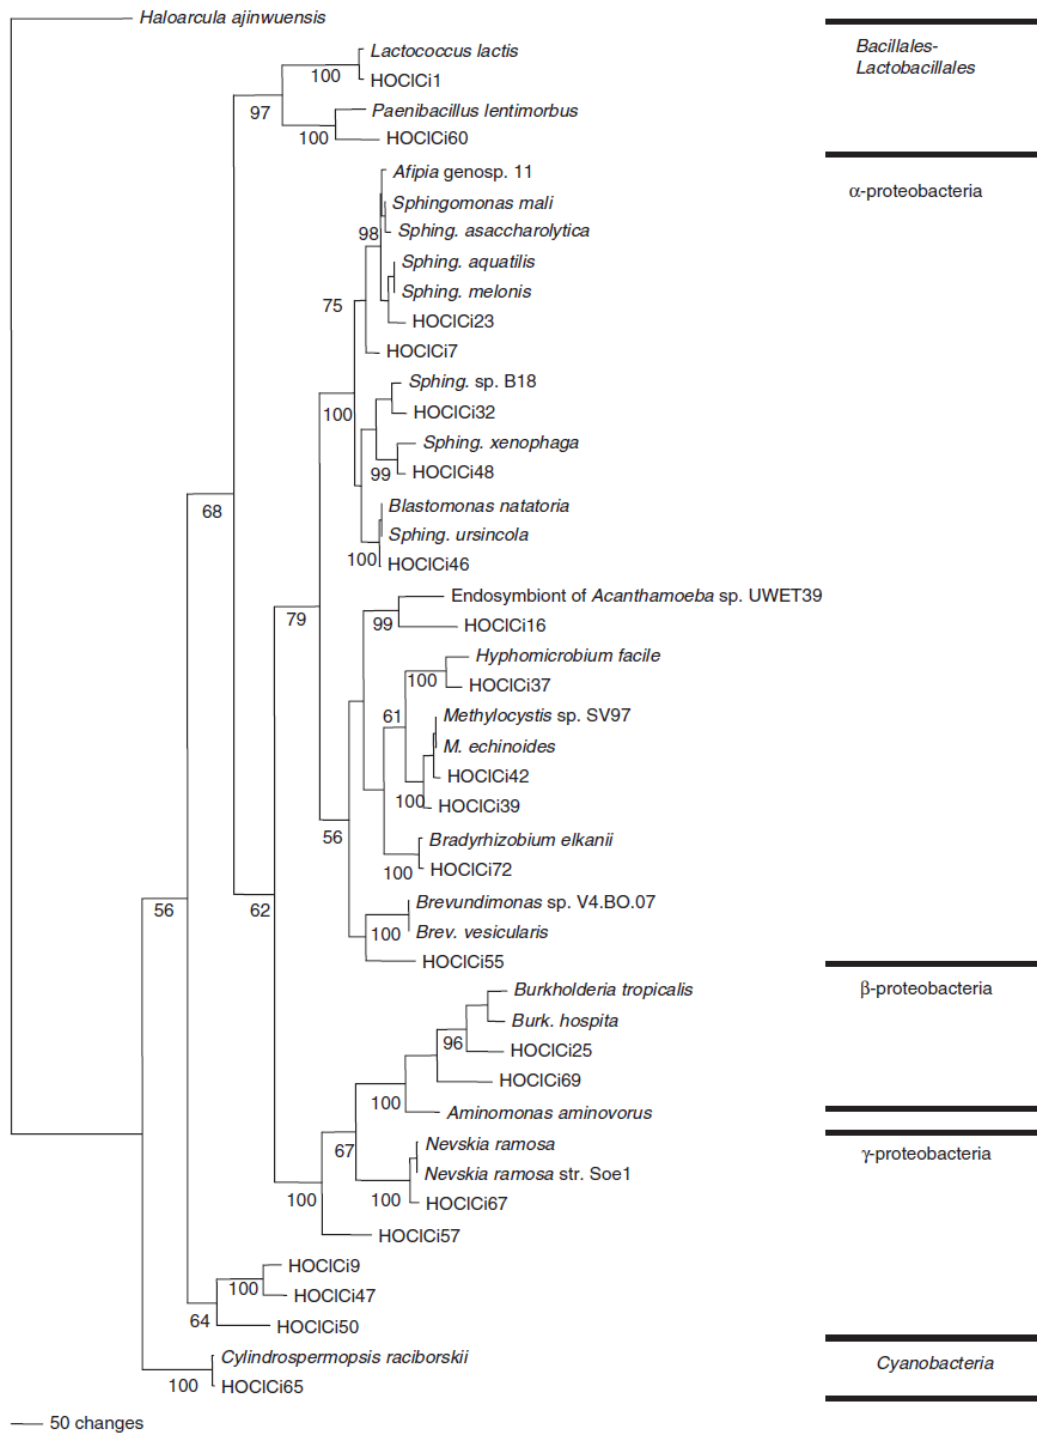 Haloarcula ajinwuensis
Bacillales-
Lactobacillales
Lactococcus lactis
100
HOClCi1
97
Paenibacillus lentimorbus
100
HOClCi60
Afipia genosp. 11
α-proteobacteria
Sphingomonas mali
98
Sphing. asaccharolytica
Sphing. aquatilis
75
Sphing. melonis
HOClCi23
HOClCi7
Sphing. sp. B18
100
HOClCi32
Sphing. xenophaga
99
HOClCi48
68
Blastomonas natatoria
Sphing. ursincola
100
HOClCi46
Endosymbiont of Acanthamoeba sp. UWET39
79
99
HOClCi16
Hyphomicrobium facile
100
HOClCi37
61
Methylocystis sp. SV97
M. echinoides
HOClCi42
100
HOClCi39
56
Bradyrhizobium elkanii
100
HOClCi72
56
62
Brevundimonas sp. V4.BO.07
100
Brev. vesicularis
HOClCi55
Burkholderia tropicalis
β-proteobacteria
Burk. hospita
96
HOClCi25
HOClCi69
100
Aminomonas aminovorus
67
Nevskia ramosa
γ-proteobacteria
Nevskia ramosa str. Soe1
100
100
HOClCi67
HOClCi57
HOClCi9
100
HOClCi47
64
HOClCi50
Cylindrospermopsis raciborskii
Cyanobacteria
100
HOClCi65
50 changes